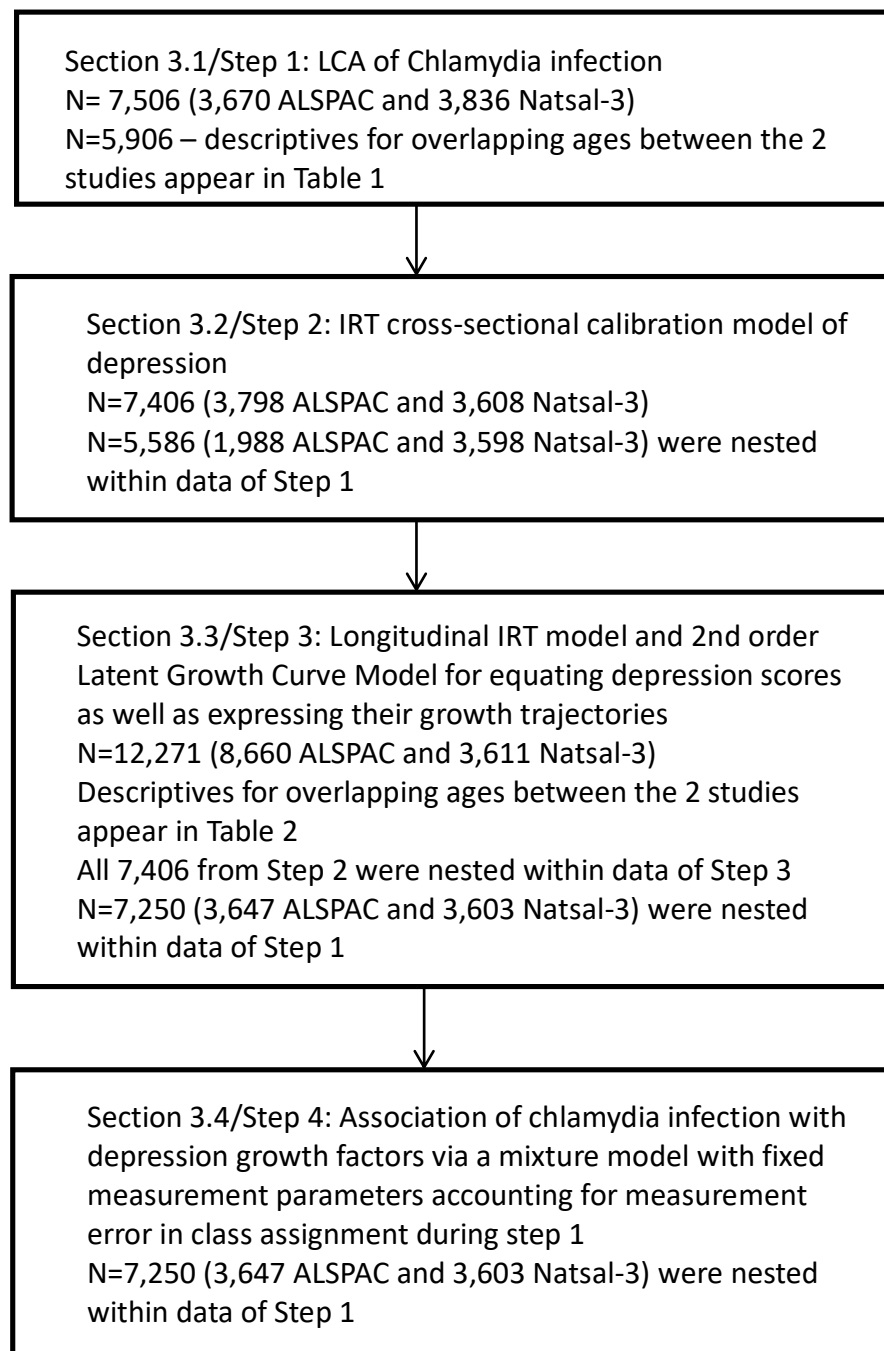 Section 3.1/Step 1: LCA of Chlamydia infection
N= 7,506 (3,670 ALSPAC and 3,836 Natsal-3)
N=5,906 – descriptives for overlapping ages between the 2
studies appear in Table 1
Section 3.2/Step 2: IRT cross-sectional calibration model of
depression
N=7,406 (3,798 ALSPAC and 3,608 Natsal-3)
N=5,586 (1,988 ALSPAC and 3,598 Natsal-3) were nested
within data of Step 1
Section 3.3/Step 3: Longitudinal IRT model and 2nd order
Latent Growth Curve Model for equating depression scores
as well as expressing their growth trajectories
N=12,271 (8,660 ALSPAC and 3,611 Natsal-3)
Descriptives for overlapping ages between the 2 studies
appear in Table 2
All 7,406 from Step 2 were nested within data of Step 3
N=7,250 (3,647 ALSPAC and 3,603 Natsal-3) were nested
within data of Step 1
Section 3.4/Step 4: Association of chlamydia infection with
depression growth factors via a mixture model with fixed
measurement parameters accounting for measurement
error in class assignment during step 1
N=7,250 (3,647 ALSPAC and 3,603 Natsal-3) were nested
within data of Step 1